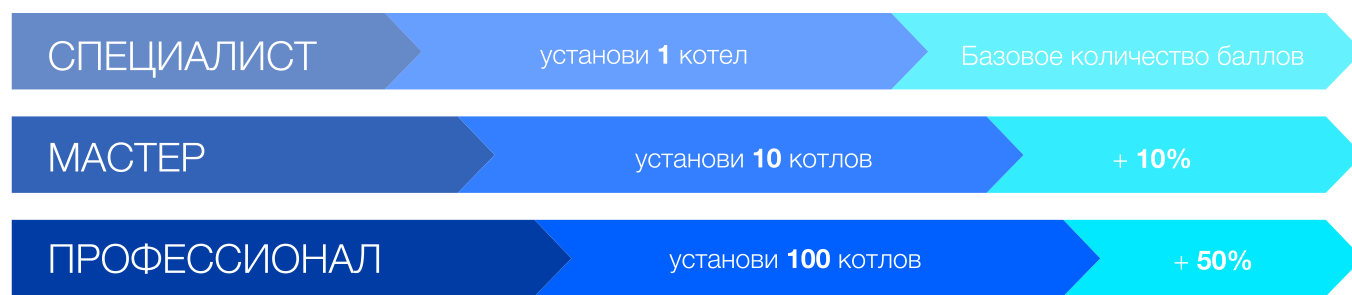 СПЕЦИАЛИСТ установи 1 котел Базовое количество баллов
МАСТЕР установи 10 котлов + 10%
ПРОФЕССИОНАЛ установи 100 котлов + 50%